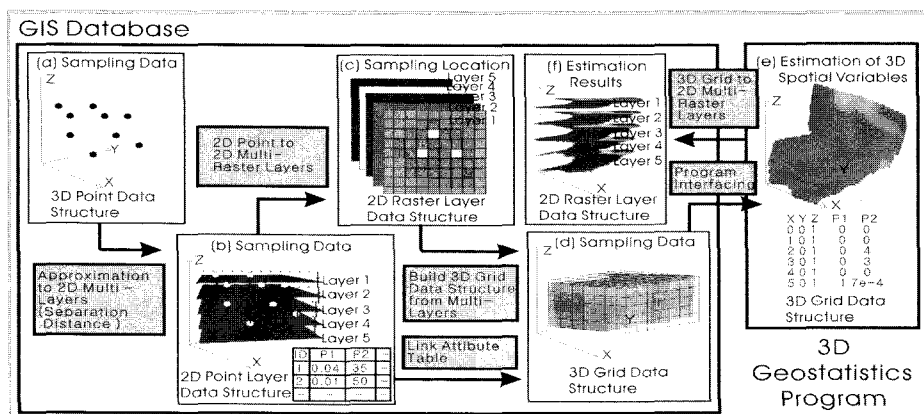 GIS Database
(a) Sampling Data
Z
Y
X
3D Point Data
Structure
2D Point to
2D Multi-
Raster Layers
(c) Sampling Location
Layer 5
Layer 4
Layer 3
Layer 2
Layer 1
2D Raster Layer
Data Structure
(f) Estimation
Results
Z
Layer 1
Layer 2
Layer 3
Layer 4
Layer 5
X
2D Raster Layer
Data Structure
3D Grid to
2D Multi-
Raster
Layers
Program
Interfacing
(e) Estimation of 3D
Spatial Variables
Z
Y
X
X Y Z P1 P2
0 0 1 0 0
1 0 1 0 0
2 0 1 0 4
3 0 1 0 3
4 0 1 0 0
5 0 1 1 7e-4
3D Grid Data
Structure
Approximation
to 2D Multi-
Layers
(Separation
Distance)
(b) Sampling Data
Z
Layer 1
Layer 2
Layer 3
Layer 4
Layer 5
X
2D Point Layer
Data Structure
ID P1 P2 –
1 0.04 35 –
2 0.01 50 –
– – – –
Build 3D Grid
Data Structure
from Multi-
Layers
Link Attibute
Table
(d) Sampling Data
Z
Y
X
3D Grid Data
Structure
3D
Geostatistics
Program